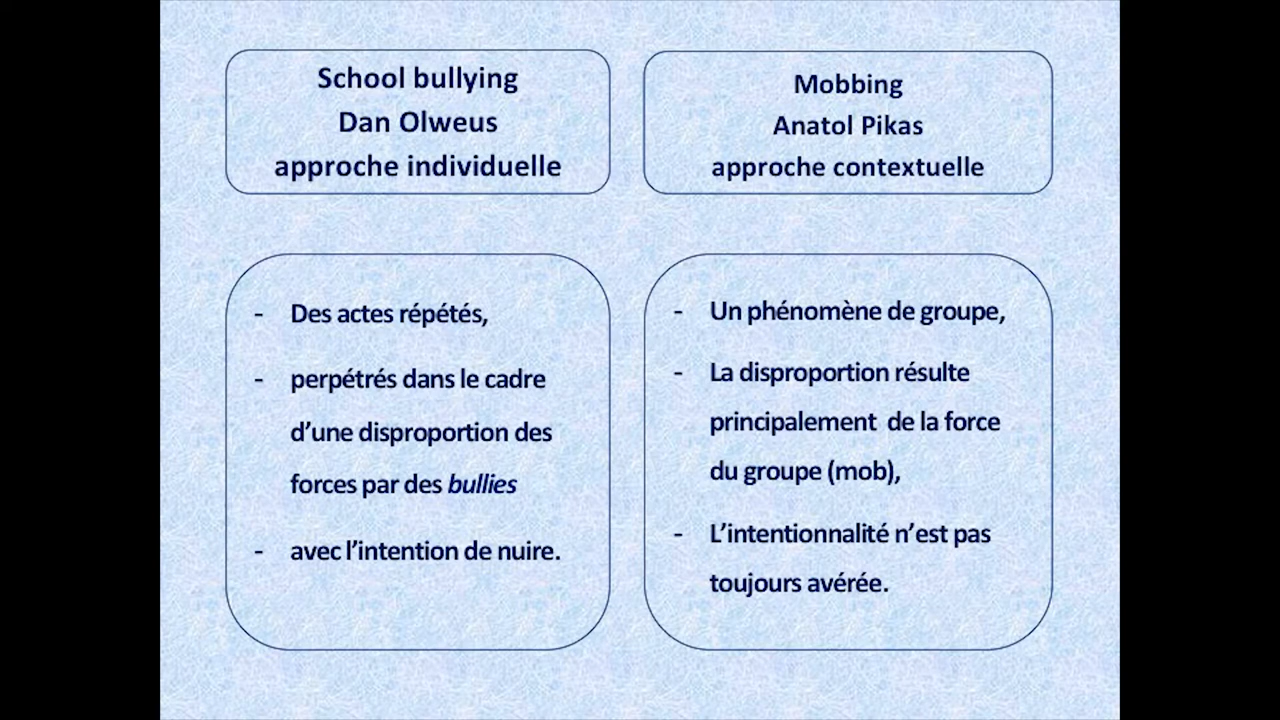 School bullying
Dan Olweus
approche individuelle
Mobbing
Anatol Pikas
approche contextuelle
- Des actes répétés,
- perpétrés dans le cadre
d’une disproportion des
forces par des bullies
- avec l’intention de nuire.
- Un phénomène de groupe,
- La disproportion résulte
principalement de la force
du groupe (mob),
- L’intentionnalité n’est pas
toujours avérée.